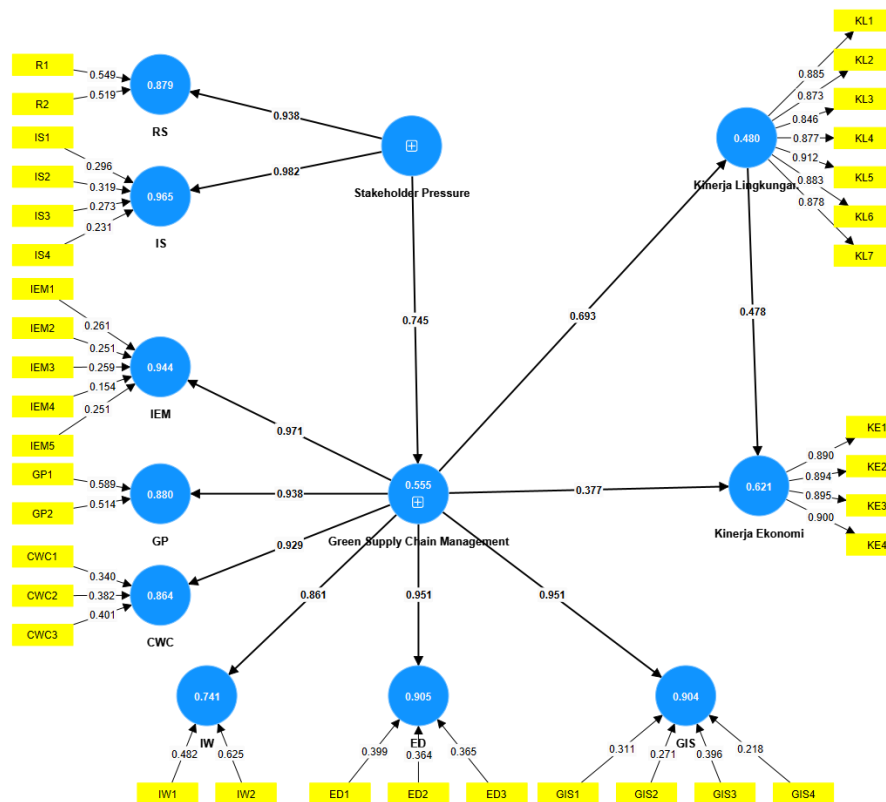 KL1
R1
KL2
0.549
0.879
0.885
R2
0.519
0.873
KL3
0.938
0.846
RS
IS1
0.480
0.877
KL4
0.296
0.982
0.912
IS2
0.319
Stakeholder Pressure
Kinerja Lingkungan
0.883
KL5
0.965
0.878
IS3
0.273
KL6
0.231
IS4
IS
KL7
IEM1
0.261
0.745
0.693
0.478
IEM2
0.251
IEM3
0.259
0.944
0.154
IEM4
0.251
IEM
IEM5
0.971
KE1
0.890
GP1
0.589
KE2
0.894
0.880
0.938
0.555
0.377
0.621
0.895
KE3
GP2
0.514
0.900
GP
Green Supply Chain Management
Kinerja Ekonomi
KE4
0.929
CWC1
0.340
CWC2
0.382
0.864
0.861
0.951
0.951
0.401
CWC3
CWC
0.741
0.905
0.904
IW
ED
GIS
0.482
0.625
0.399
0.364
0.365
0.311
0.271
0.396
0.218
IW1
IW2
ED1
ED2
ED3
GIS1
GIS2
GIS3
GIS4